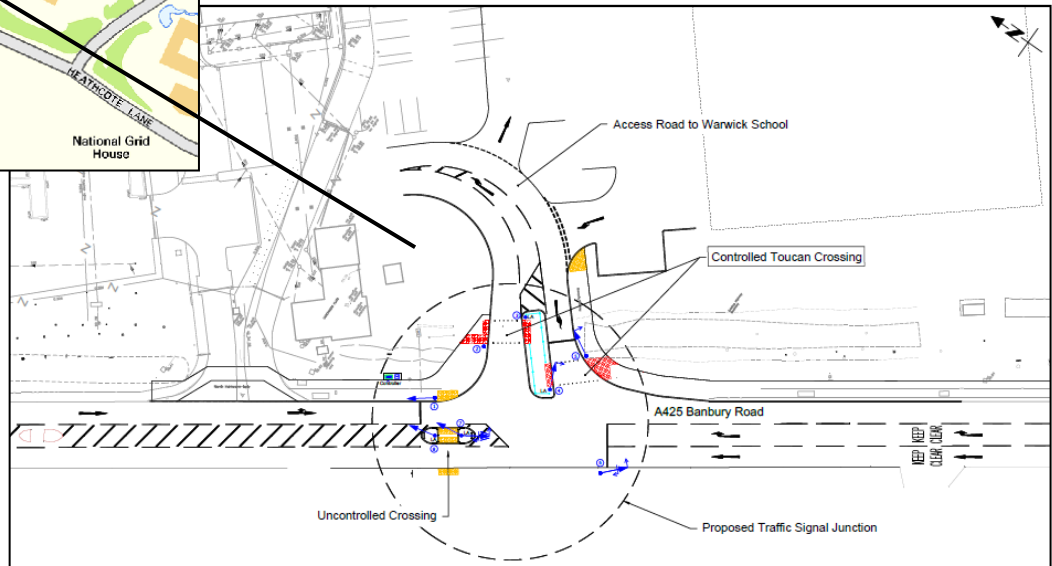 HEATHCOTE LANE
National Grid
House
N
Access Road to Warwick School
Controlled Toucan Crossing
Controller
A425 Banbury Road
KEEP
CLEAR
KEEP
CLEAR
Uncontrolled Crossing
Proposed Traffic Signal Junction